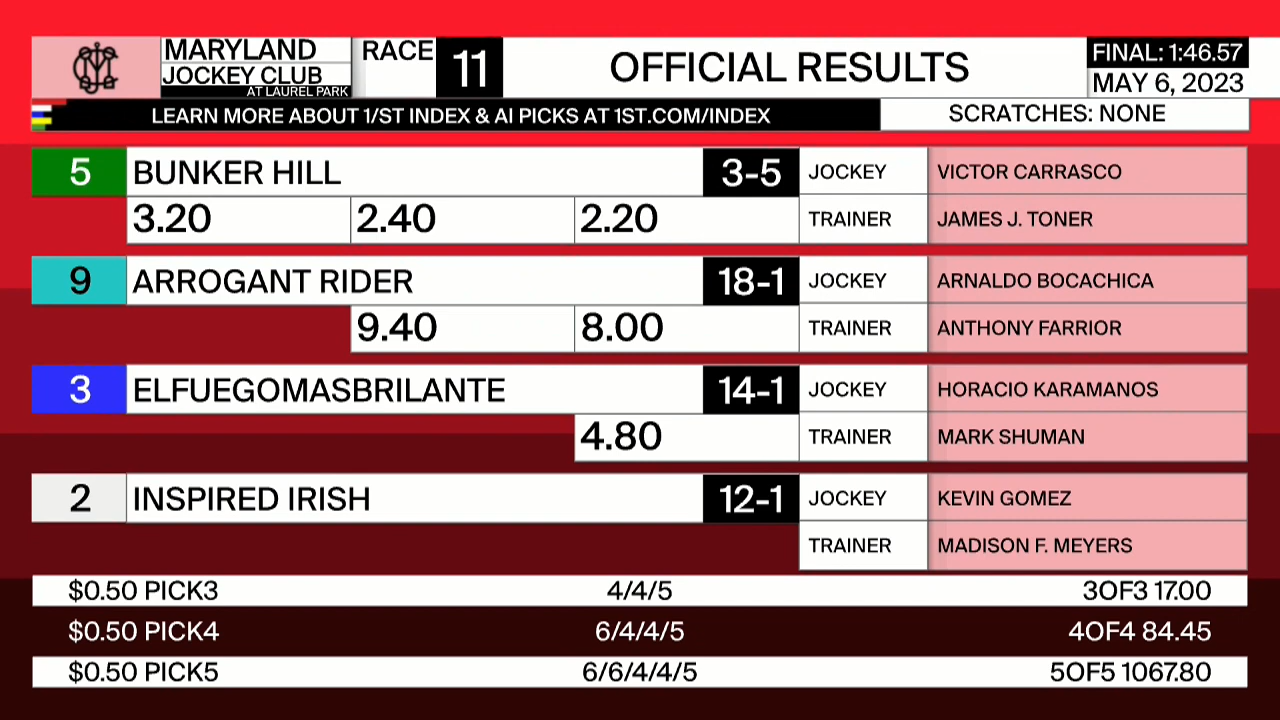 MARYLAND
JOCKEY CLUB
AT LAUREL PARK
RACE 11
OFFICIAL RESULTS
FINAL: 1:46.57
MAY 6, 2023
LEARN MORE ABOUT 1/ST INDEX & AI PICKS AT 1ST.COM/INDEX
SCRATCHES: NONE
5 BUNKER HILL 3-5 JOCKEY VICTOR CARRASCO
3.20 2.40 2.20 TRAINER JAMES J. TONER
9 ARROGANT RIDER 18-1 JOCKEY ARNALDO BOCACHICA
9.40 8.00 TRAINER ANTHONY FARRIOR
3 ELFUEGOMASBRILANTE 14-1 JOCKEY HORACIO KARAMANOS
4.80 TRAINER MARK SHUMAN
2 INSPIRED IRISH 12-1 JOCKEY KEVIN GOMEZ
TRAINER MADISON F. MEYERS
$0.50 PICK3 4/4/5 3OF3 17.00
$0.50 PICK4 6/4/4/5 4OF4 84.45
$0.50 PICK5 6/6/4/4/5 5OF5 1067.80